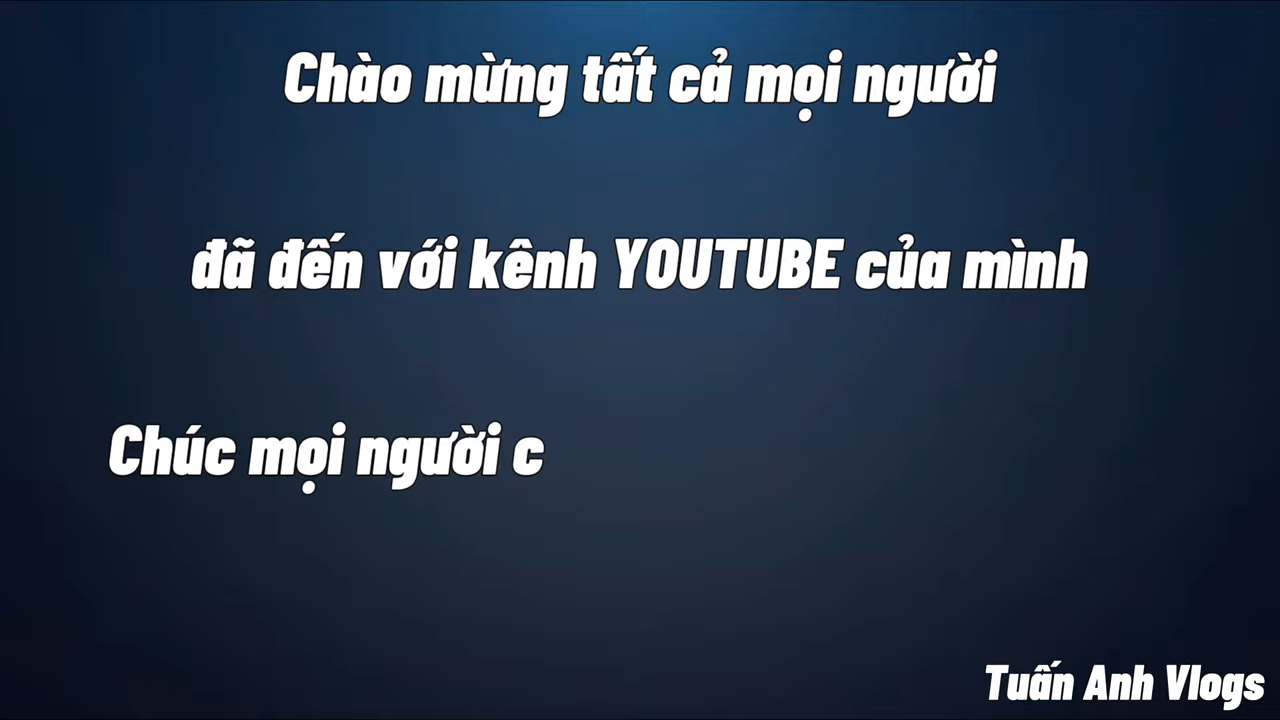 Chào mừng tất cả mọi người
đã đến với kênh YOUTUBE của mình
Chúc mọi người c
Tuấn Anh Vlogs